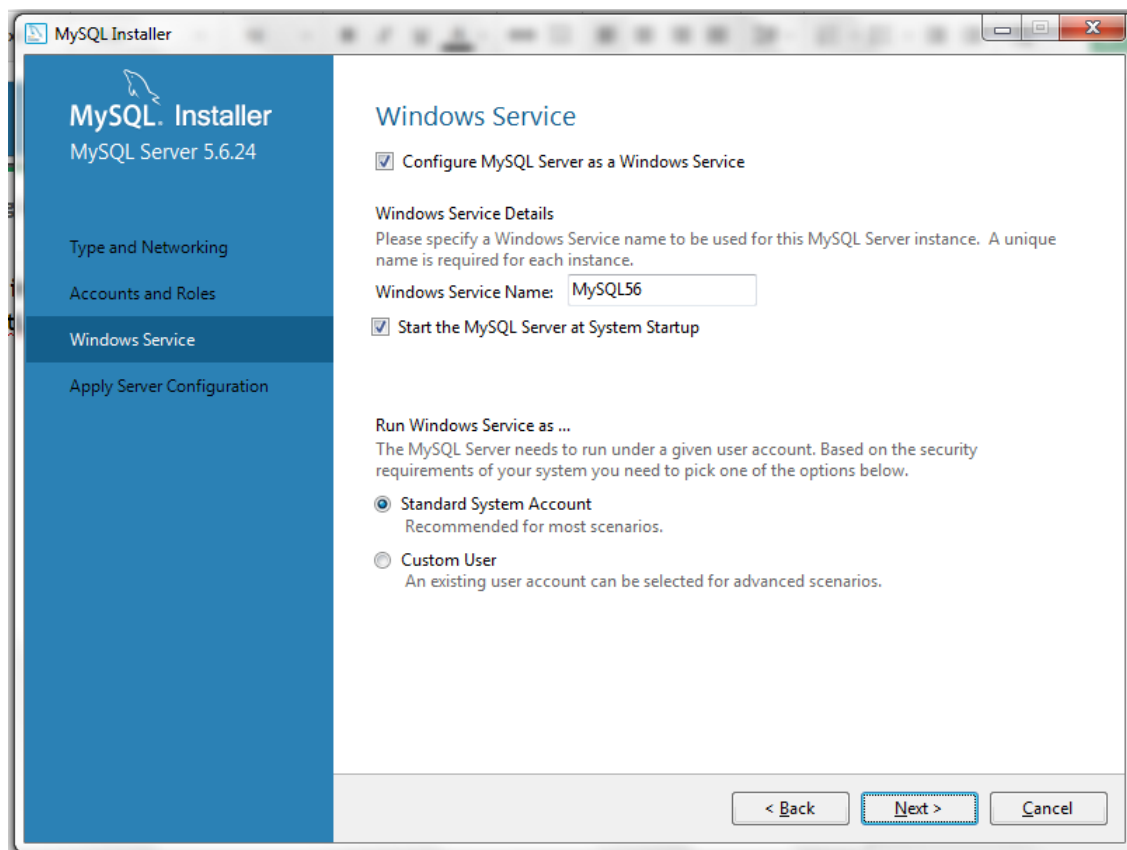 MySQL Installer
MySQL. Installer
MySQL Server 5.6.24
Type and Networking
Accounts and Roles
Windows Service
Apply Server Configuration
Windows Service
Configure MySQL Server as a Windows Service
Windows Service Details
Please specify a Windows Service name to be used for this MySQL Server instance.  A unique
name is required for each instance.
Windows Service Name: MySQL56
Start the MySQL Server at System Startup
Run Windows Service as ...
The MySQL Server needs to run under a given user account. Based on the security
requirements of your system you need to pick one of the options below.
Standard System Account
Recommended for most scenarios.
Custom User
An existing user account can be selected for advanced scenarios.
< Back
Next >
Cancel